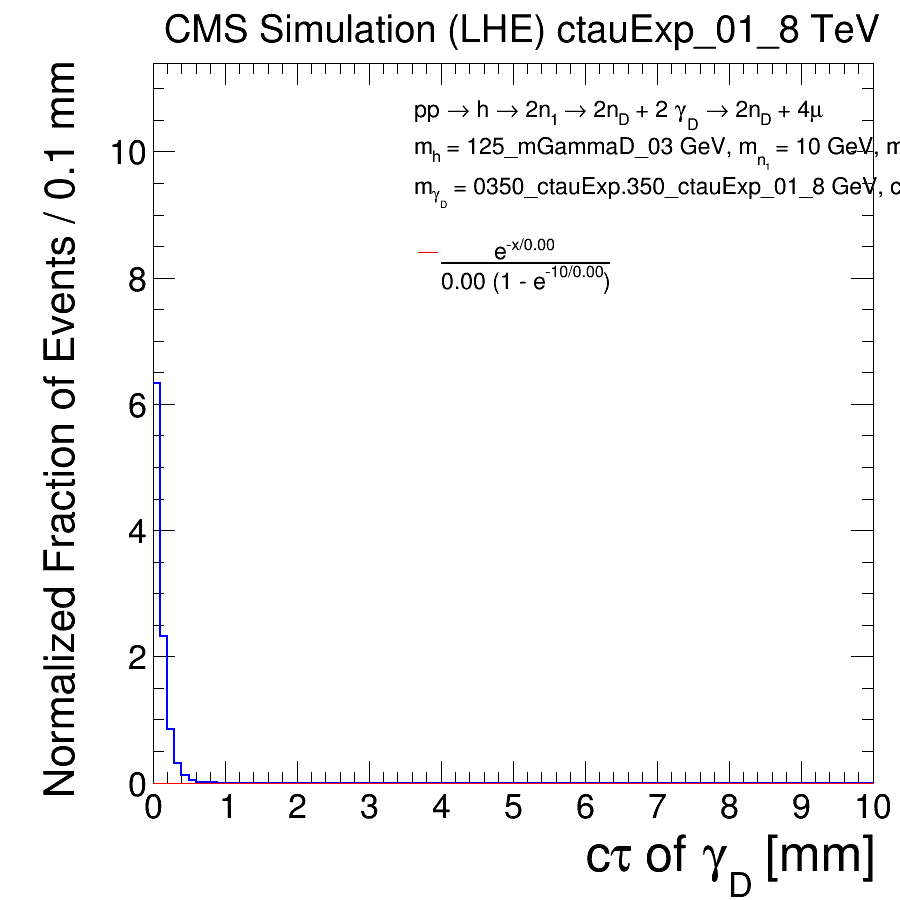 CMS Simulation (LHE) ctauExp_01_8 TeV
pp → h → 2n1 → 2nD + 2 γD → 2nD + 4μ
mh = 125_mGammaD_03 GeV, mn1 = 10 GeV, m
mγD = 0350_ctauExp.350_ctauExp_01_8 GeV, c
e-x/0.00
0.00 (1 - e-10/0.00)
Normalized Fraction of Events / 0.1 mm
10
8
6
4
2
0
0 1 2 3 4 5 6 7 8 9 10
cτ of γD [mm]